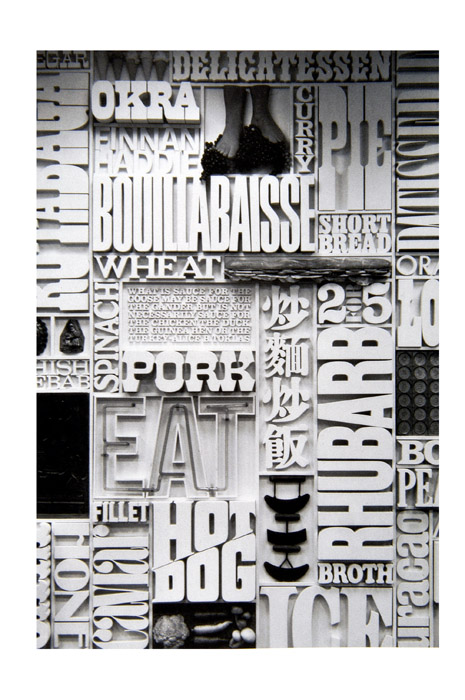 EGAR
DELICATESSEN
OKRA
CURRY
PIE
RUTABAGA
FINNAN
HADDIE
BOUILLABAISSE
SHORT
BREAD
WHEAT
SPINACH
WHAT IS SAUCE FOR THE
GOOSE MAY BE SAUCE FOR
THE GANDER BUT IS NOT
NECESSARILY SAUCE FOR
THE CHICKEN THE DUCK
THE GUINEA HEN OR THE
TURKEY·ALICE B·TOKLAS
炒麵炒飯
2
5
RHUBARB
PORK
ISH
EBAB
EAT
FILLET
HOT
DOG
BROTH
ICE
BO
PEA
LO
ORA
uracao